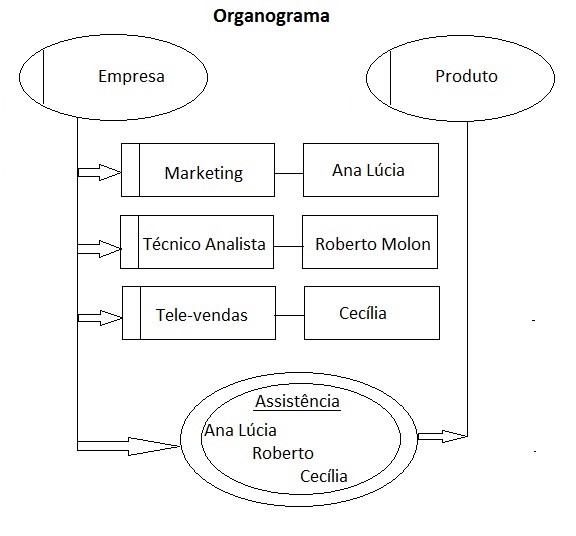 Organograma
Empresa
Produto
Marketing
Ana Lúcia
Técnico Analista
Roberto Molon
Tele-vendas
Cecília
Assistência
Ana Lúcia
Roberto
Cecília